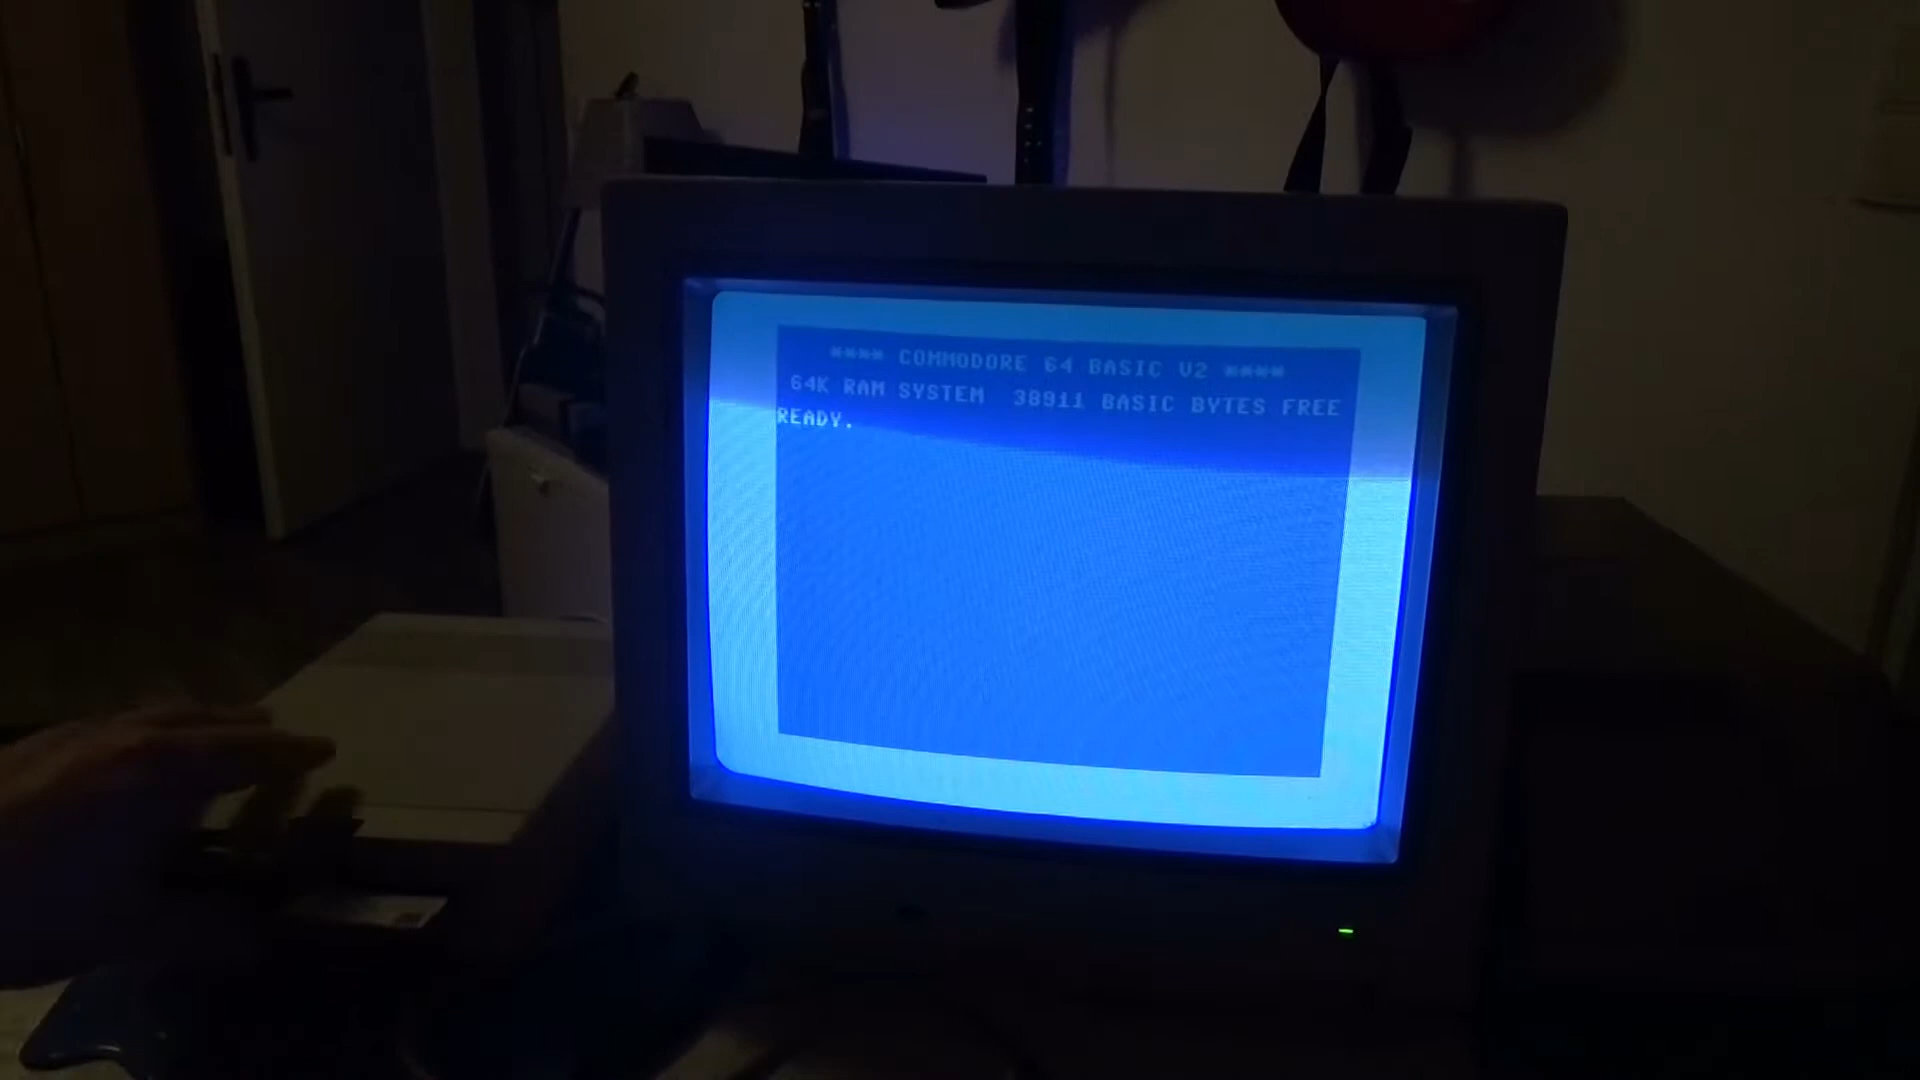 **** COMMODORE 64 BASIC V2 ****
64K RAM SYSTEM 38911 BASIC BYTES FREE
READY.